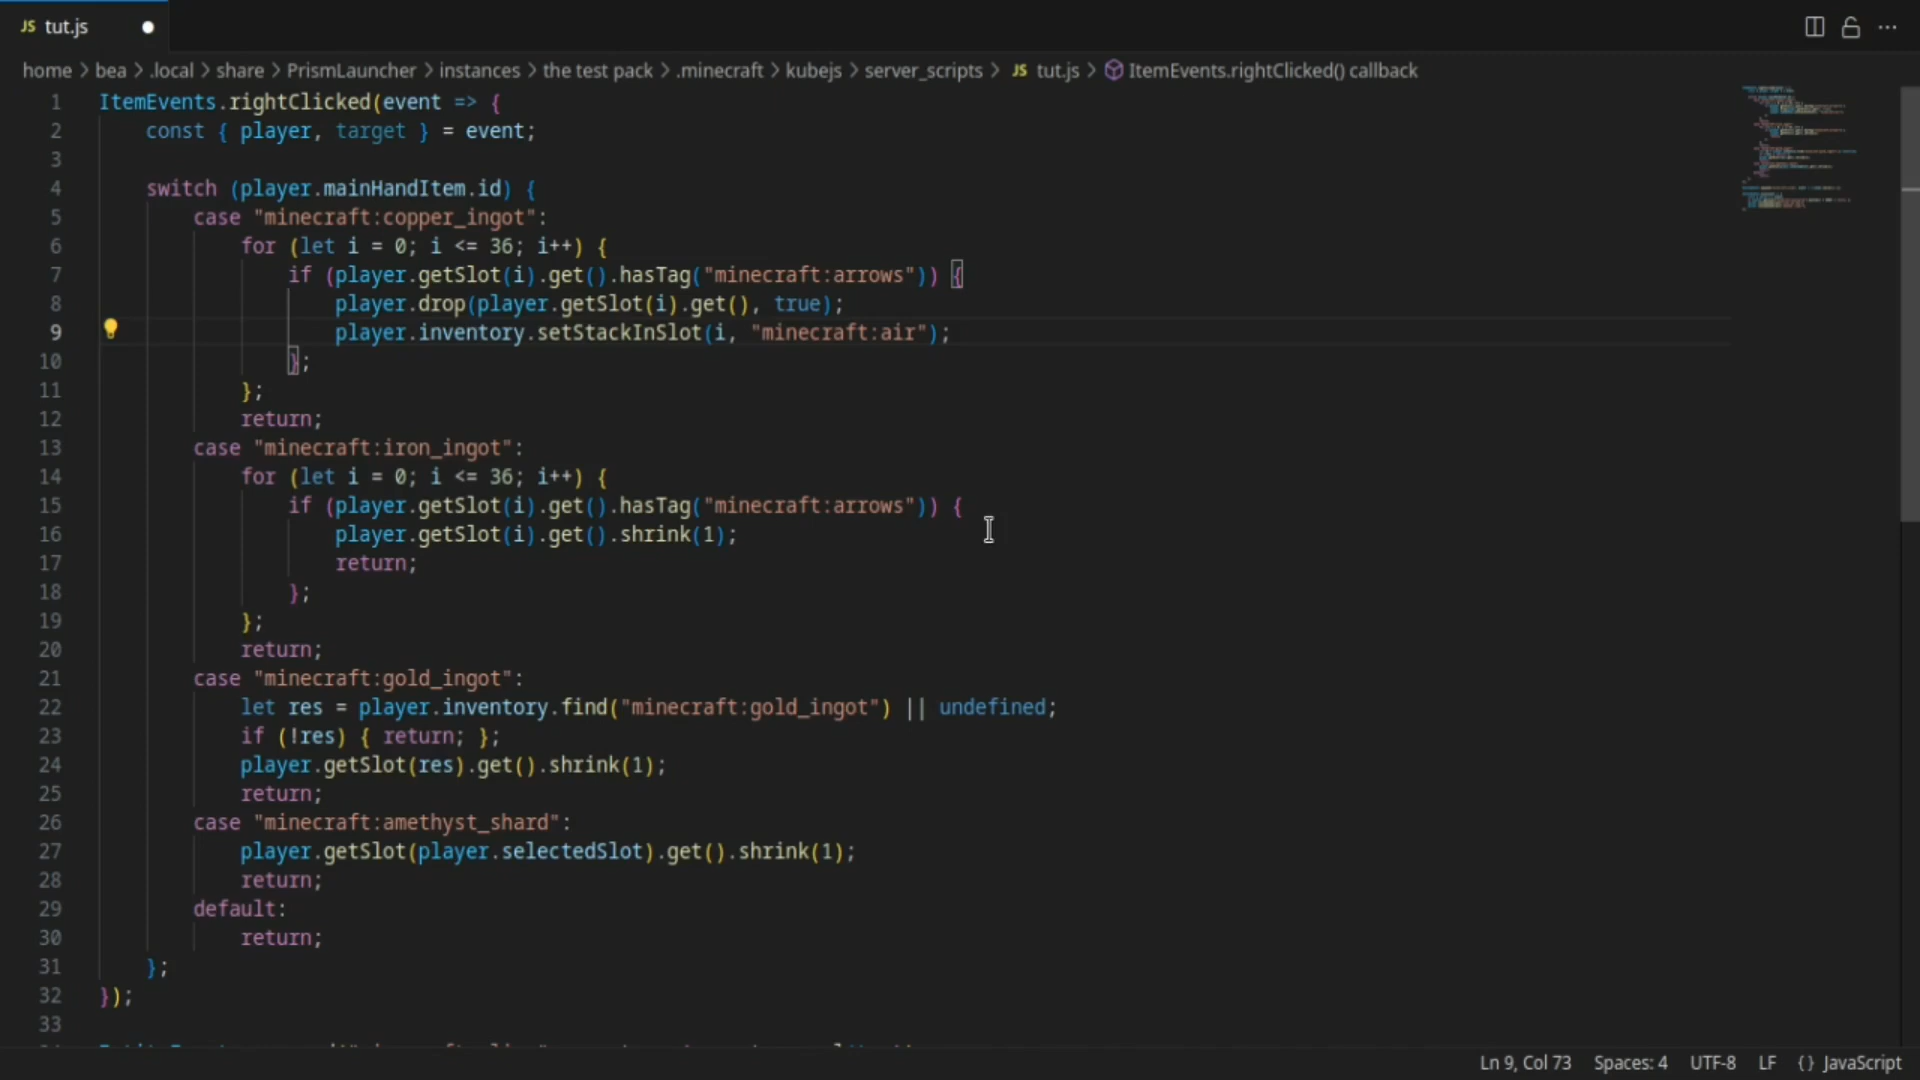 JS tut.js
home > bea > .local > share > PrismLauncher > instances > the test pack > .minecraft > kubejs > server_scripts > JS tut.js > ItemEvents.rightClicked() callback
1 ItemEvents.rightClicked(event => {
2 const { player, target } = event;
3
4 switch (player.mainHandItem.id) {
5 case "minecraft:copper_ingot":
6 for (let i = 0; i <= 36; i++) {
7 if (player.getSlot(i).get().hasTag("minecraft:arrows")) {
8 player.drop(player.getSlot(i).get(), true);
9 player.inventory.setStackInSlot(i, "minecraft:air");
10 };
11 };
12 return;
13 case "minecraft:iron_ingot":
14 for (let i = 0; i <= 36; i++) {
15 if (player.getSlot(i).get().hasTag("minecraft:arrows")) {
16 player.getSlot(i).get().shrink(1);
17 return;
18 };
19 };
20 return;
21 case "minecraft:gold_ingot":
22 let res = player.inventory.find("minecraft:gold_ingot") || undefined;
23 if (!res) { return; };
24 player.getSlot(res).get().shrink(1);
25 return;
26 case "minecraft:amethyst_shard":
27 player.getSlot(player.selectedSlot).get().shrink(1);
28 return;
29 default:
30 return;
31 };
32 });
33
Ln 9, Col 73 Spaces: 4 UTF-8 LF {} JavaScript